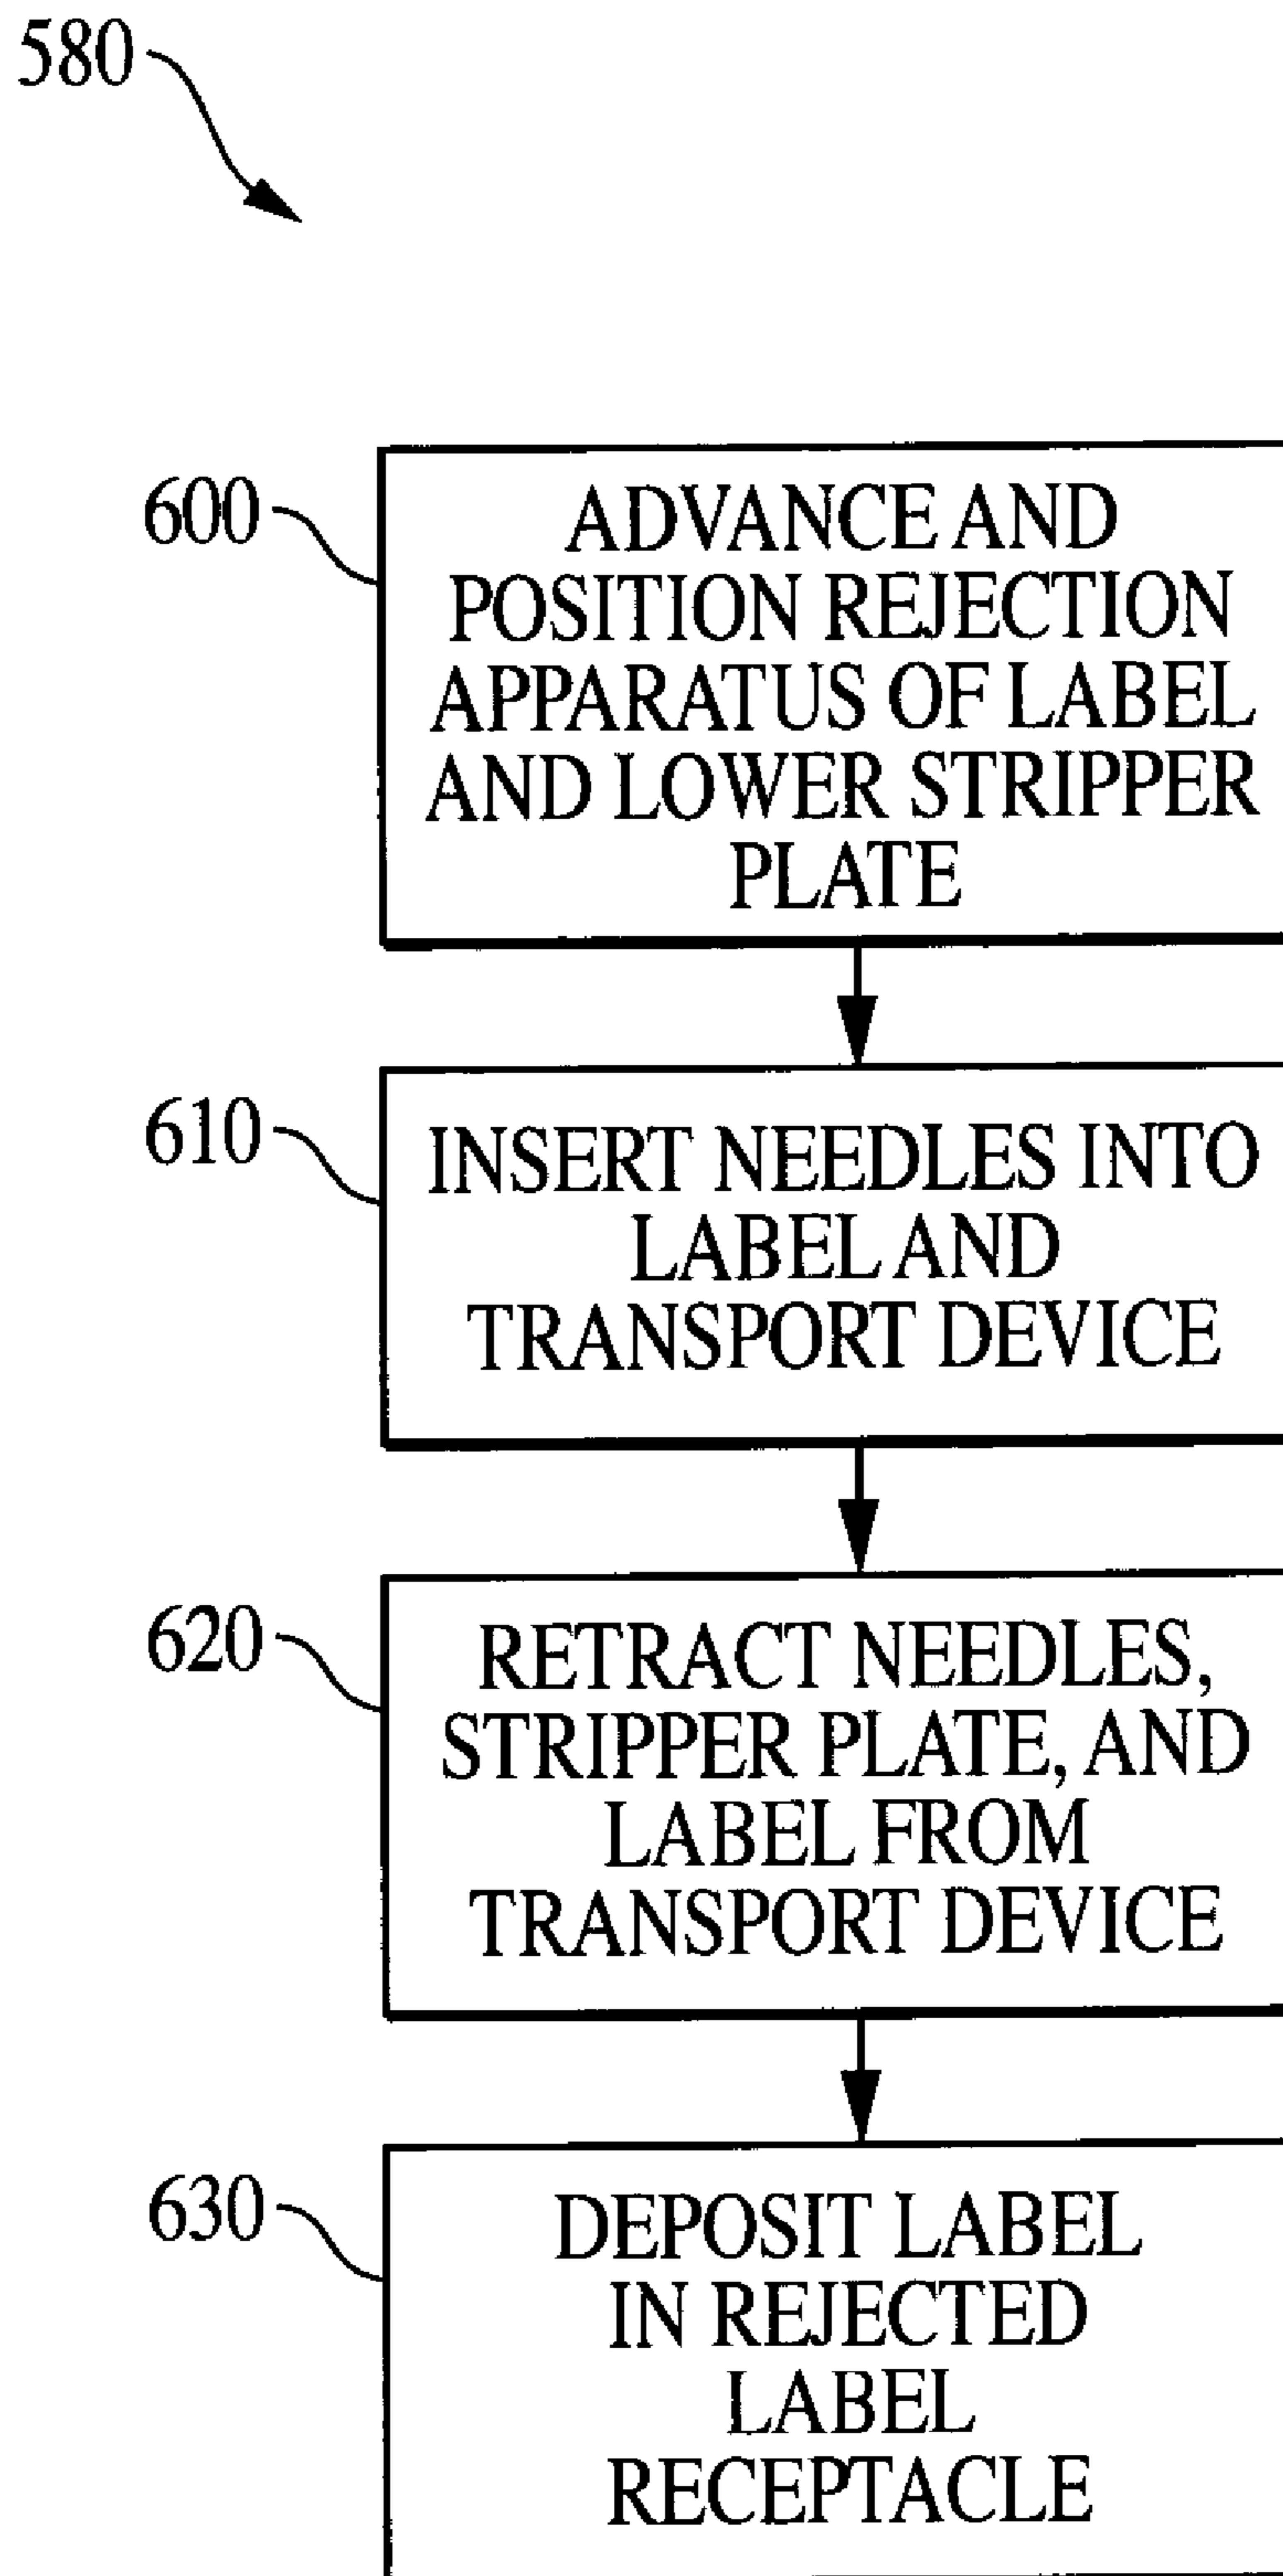 580
600
ADVANCE AND
POSITION REJECTION
APPARATUS OF LABEL
AND LOWER STRIPPER
PLATE
610
INSERT NEEDLES INTO
LABEL AND
TRANSPORT DEVICE
620
RETRACT NEEDLES,
STRIPPER PLATE, AND
LABEL FROM
TRANSPORT DEVICE
630
DEPOSIT LABEL
IN REJECTED
LABEL
RECEPTACLE